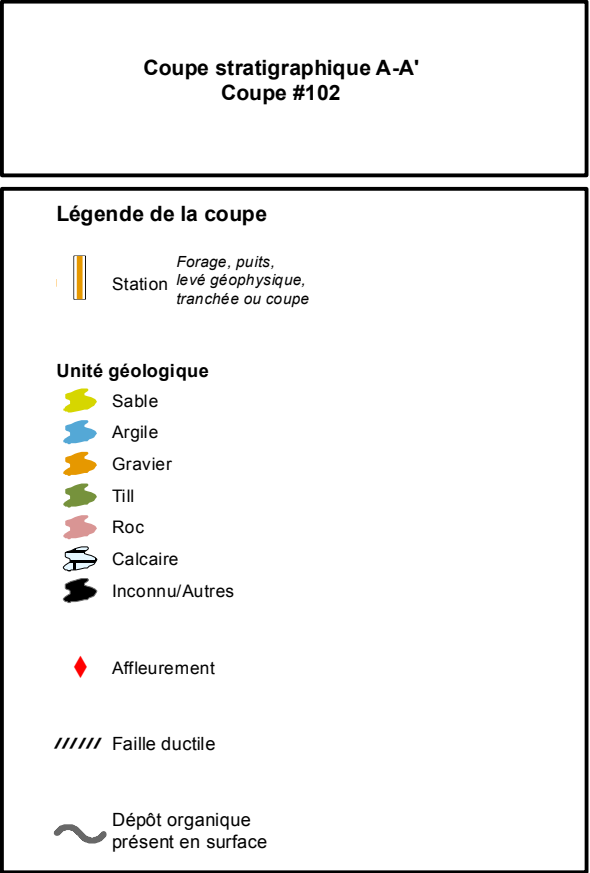 Coupe stratigraphique A-A'
Coupe #102
Légende de la coupe
Station
Forage, puits,
levé géophysique,
tranchée ou coupe
Unité géologique
Sable
Argile
Gravier
Till
Roc
Calcaire
Inconnu/Autres
Affleurement
Faille ductile
Dépôt organique
présent en surface